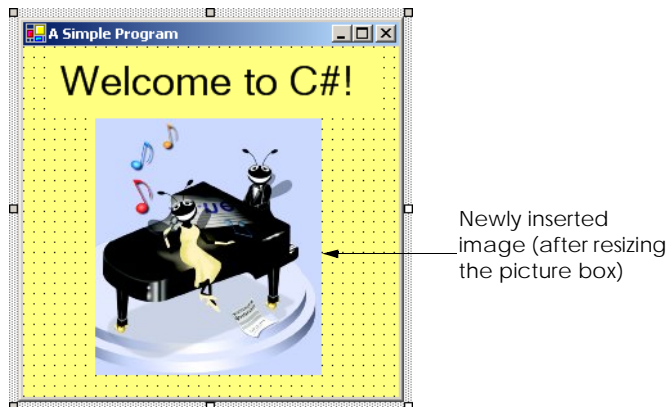 A Simple Program
Welcome to C#!
Newly inserted
image (after resizing
the picture box)